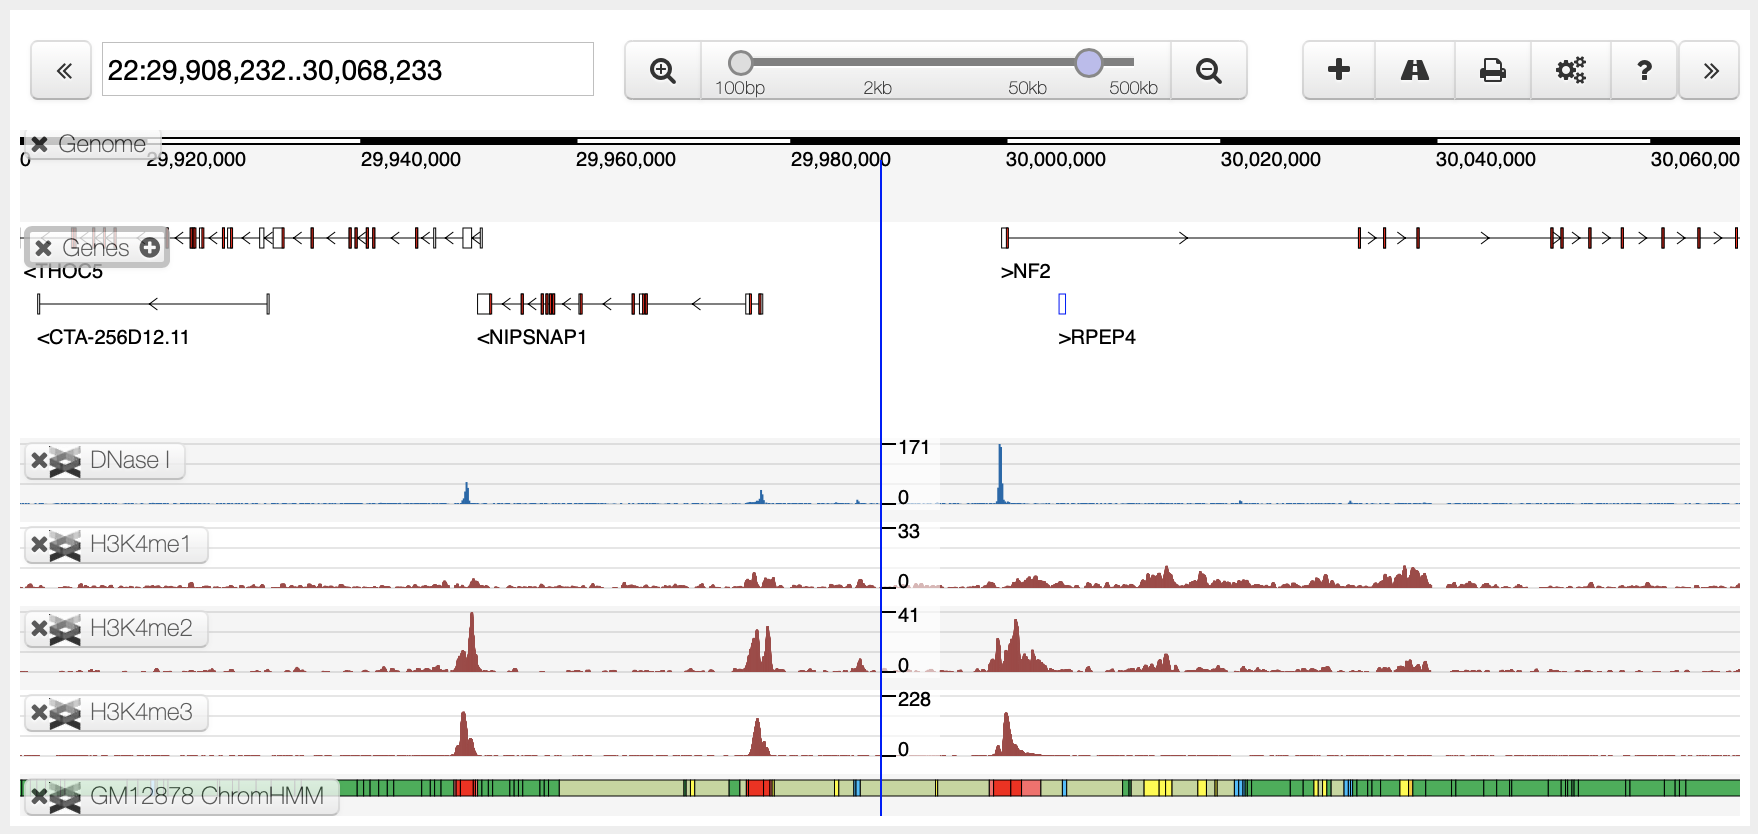 «
22:29,908,232..30,068,233
100bp 2kb 50kb 500kb
?
»
Genome
0 29,920,000 29,940,000 29,960,000 29,980,000 30,000,000 30,020,000 30,040,000 30,060,00
Genes
<THOC5 >NF2
<CTA-256D12.11 <NIPSNAP1 >RPEP4
DNase I 171
0
H3K4me1 33
0
H3K4me2 41
0
H3K4me3 228
0
GM12878 ChromHMM